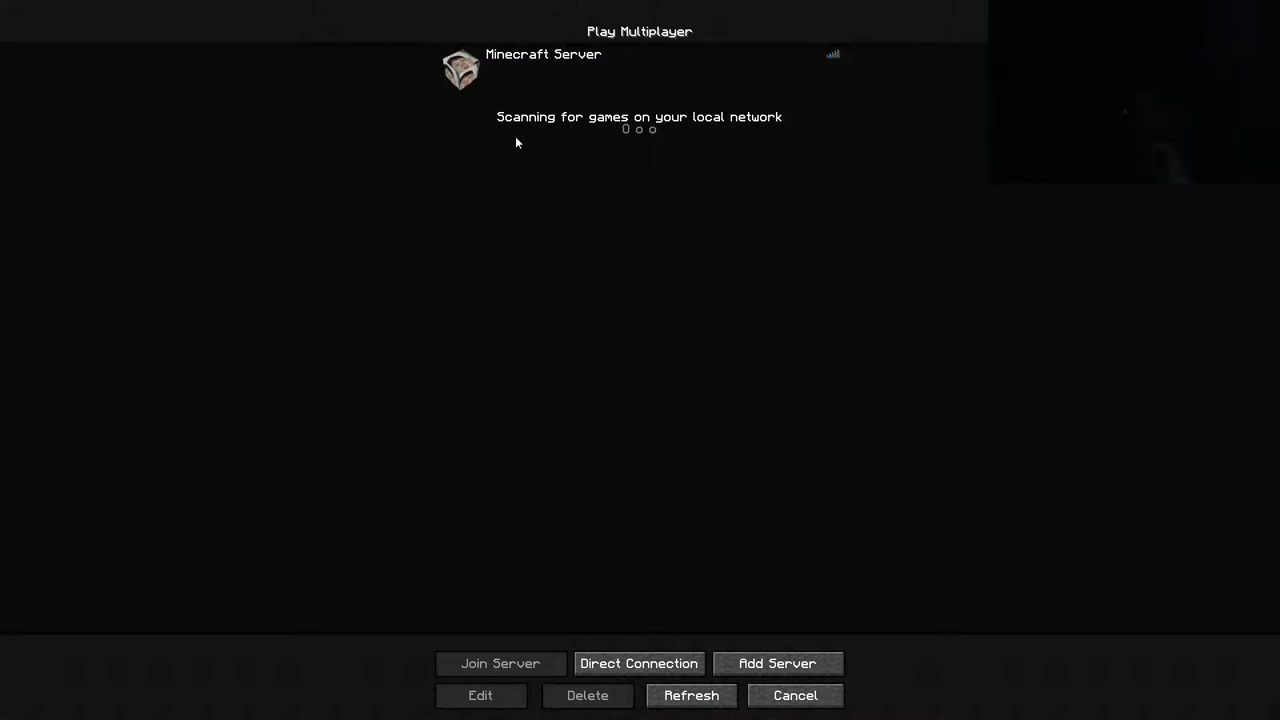 Play Multiplayer
Minecraft Server
Scanning for games on your local network
O o o
Join Server
Direct Connection
Add Server
Edit
Delete
Refresh
Cancel